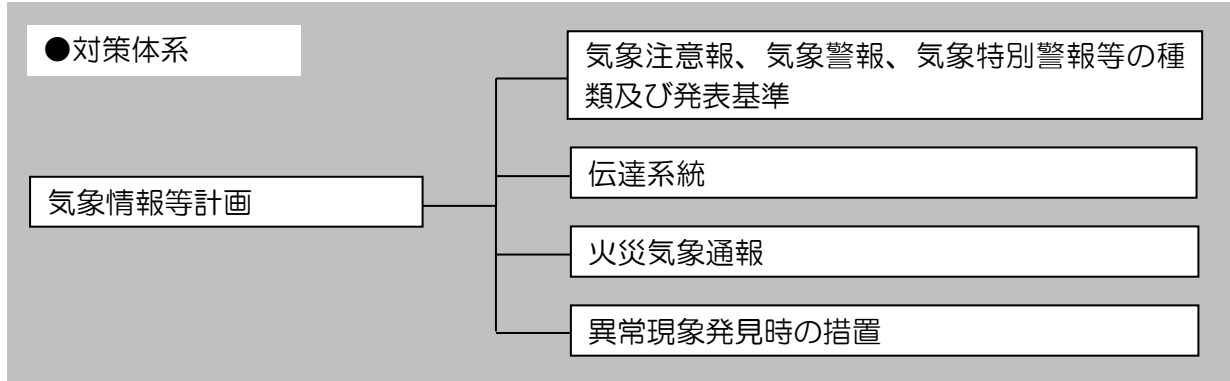 ●対策体系
気象注意報、気象警報、気象特別警報等の種
類及び発表基準
伝達系統
気象情報等計画
火災気象通報
異常現象発見時の措置